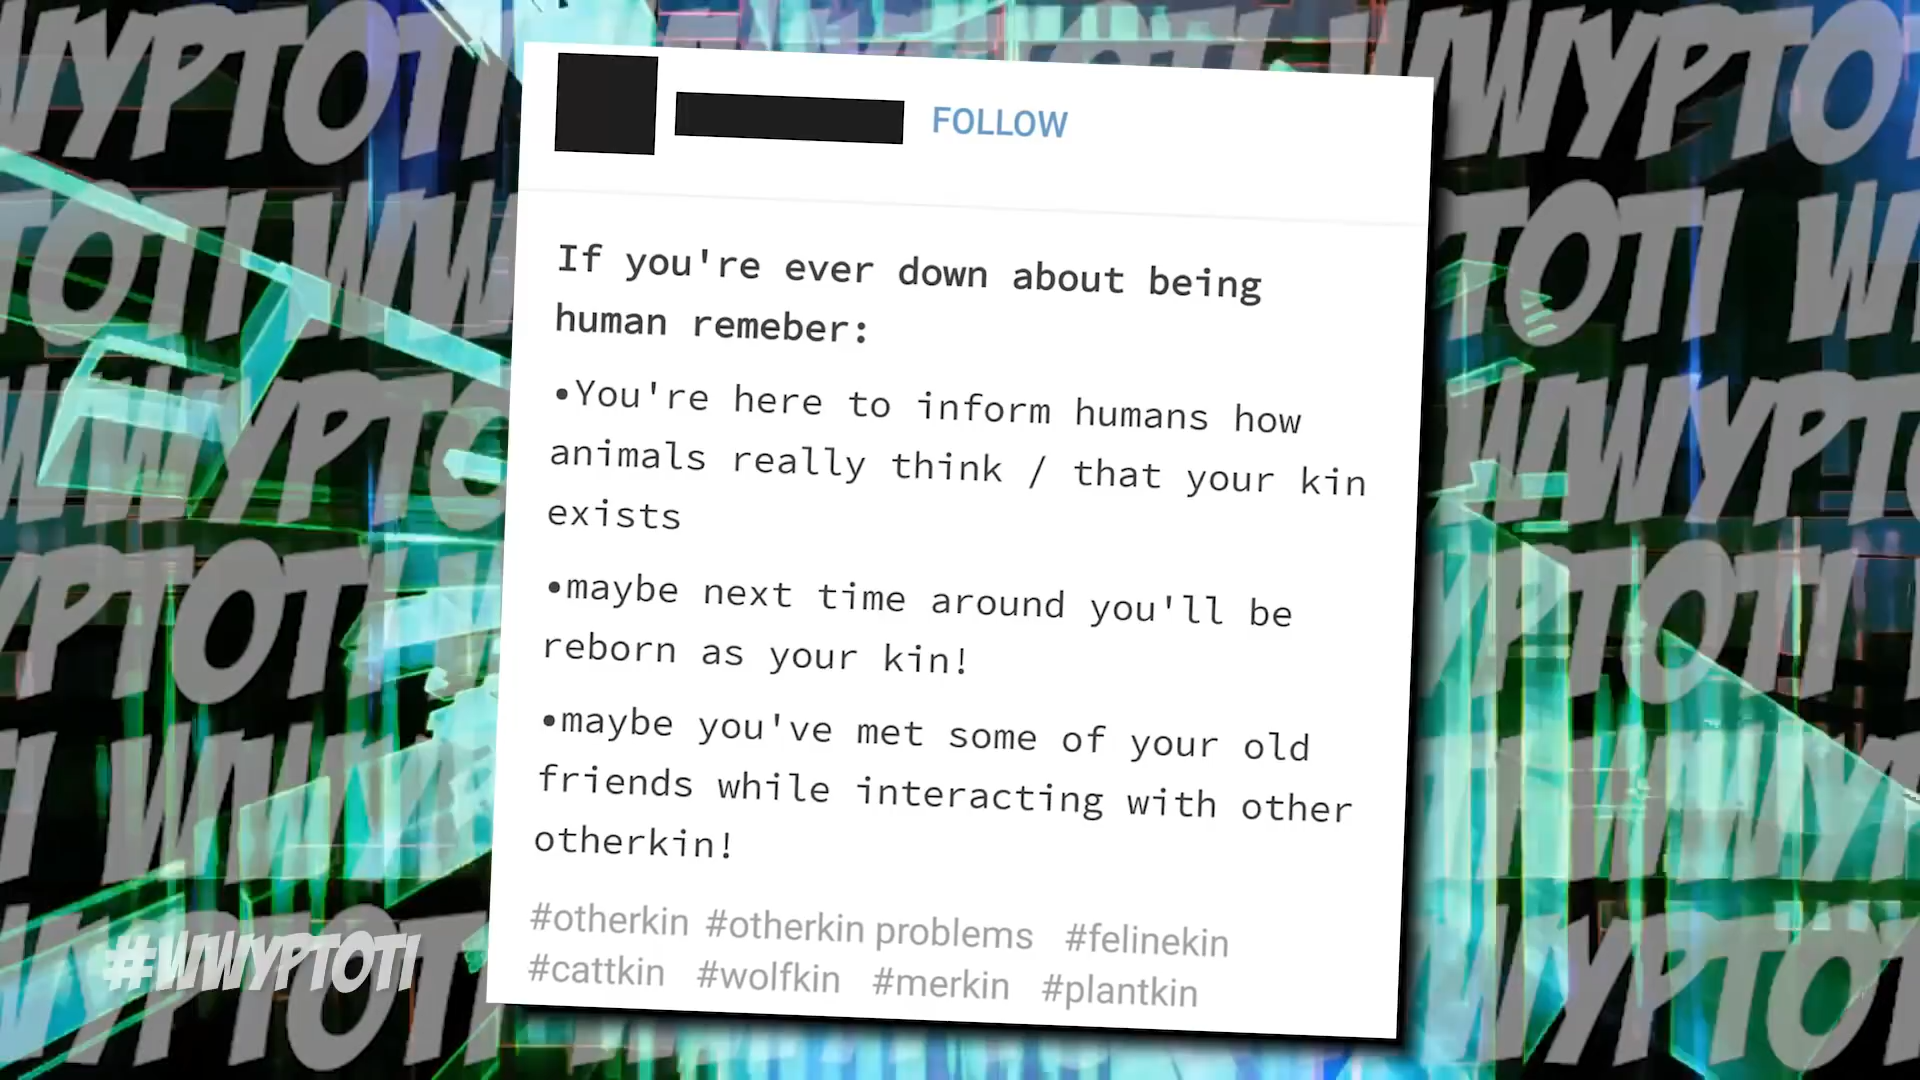 FOLLOW
If you're ever down about being
human remeber:
•You're here to inform humans how
animals really think / that your kin
exists
•maybe next time around you'll be
reborn as your kin!
•maybe you've met some of your old
friends while interacting with other
otherkin!
#otherkin #otherkin problems #felinekin
#cattkin #wolfkin #merkin #plantkin
#WWYPTOTI